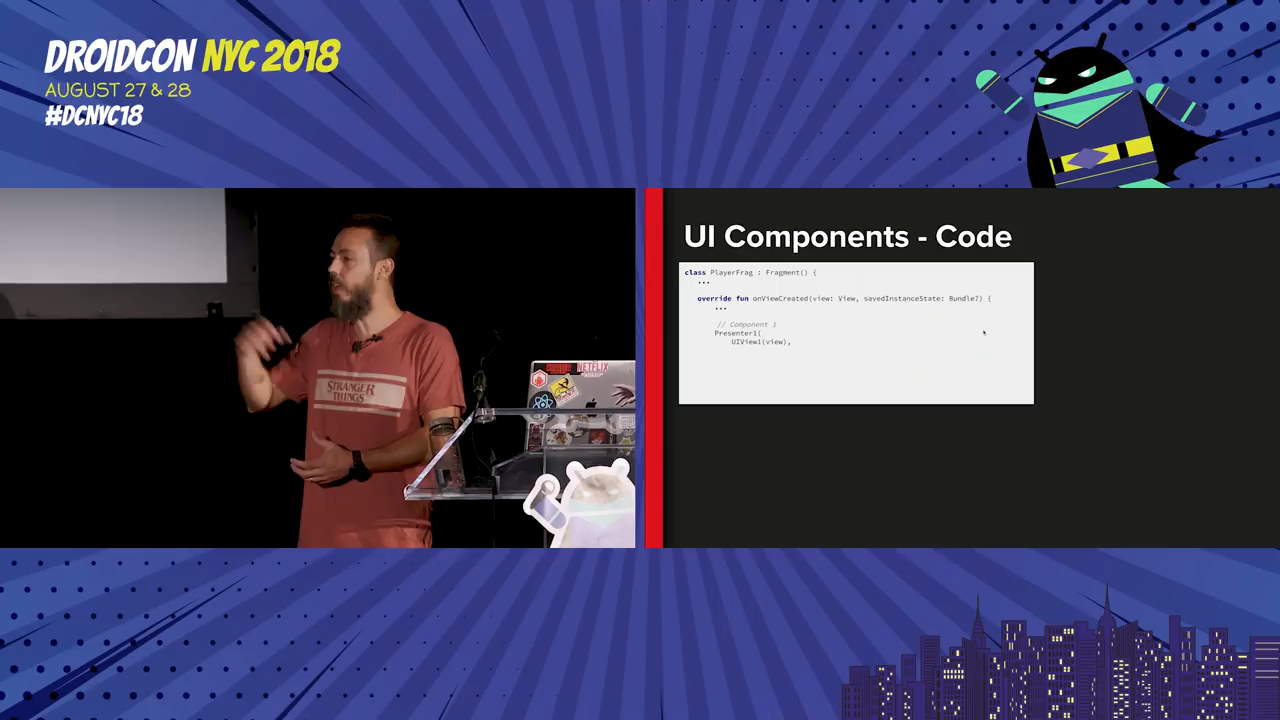 DROIDCON NYC 2018
AUGUST 27 & 28
#DCNYC18
STRANGER
THINGS
NETFLIX
UI Components - Code
class PlayerFrag : Fragment() {
...
override fun onViewCreated(view: View, savedInstanceState: Bundle?) {
...
// Component 1
Presenter1(
UIView1(view),